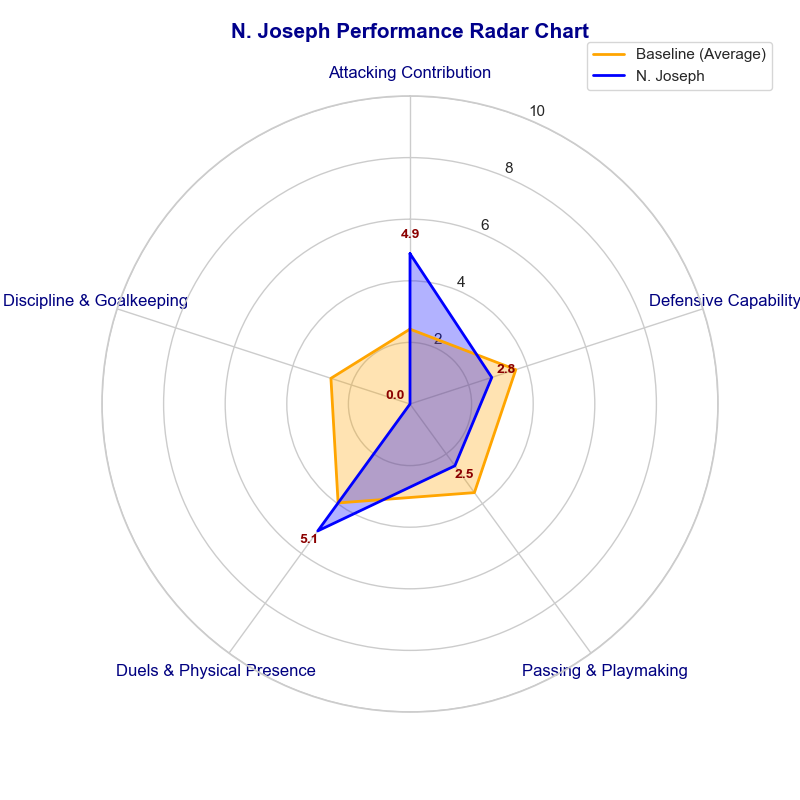 N. Joseph Performance Radar Chart
Baseline (Average)
N. Joseph
Attacking Contribution
10
8
6
4.9
4
Discipline & Goalkeeping
Defensive Capability
2
2.8
0.0
2.5
5.1
Duels & Physical Presence
Passing & Playmaking